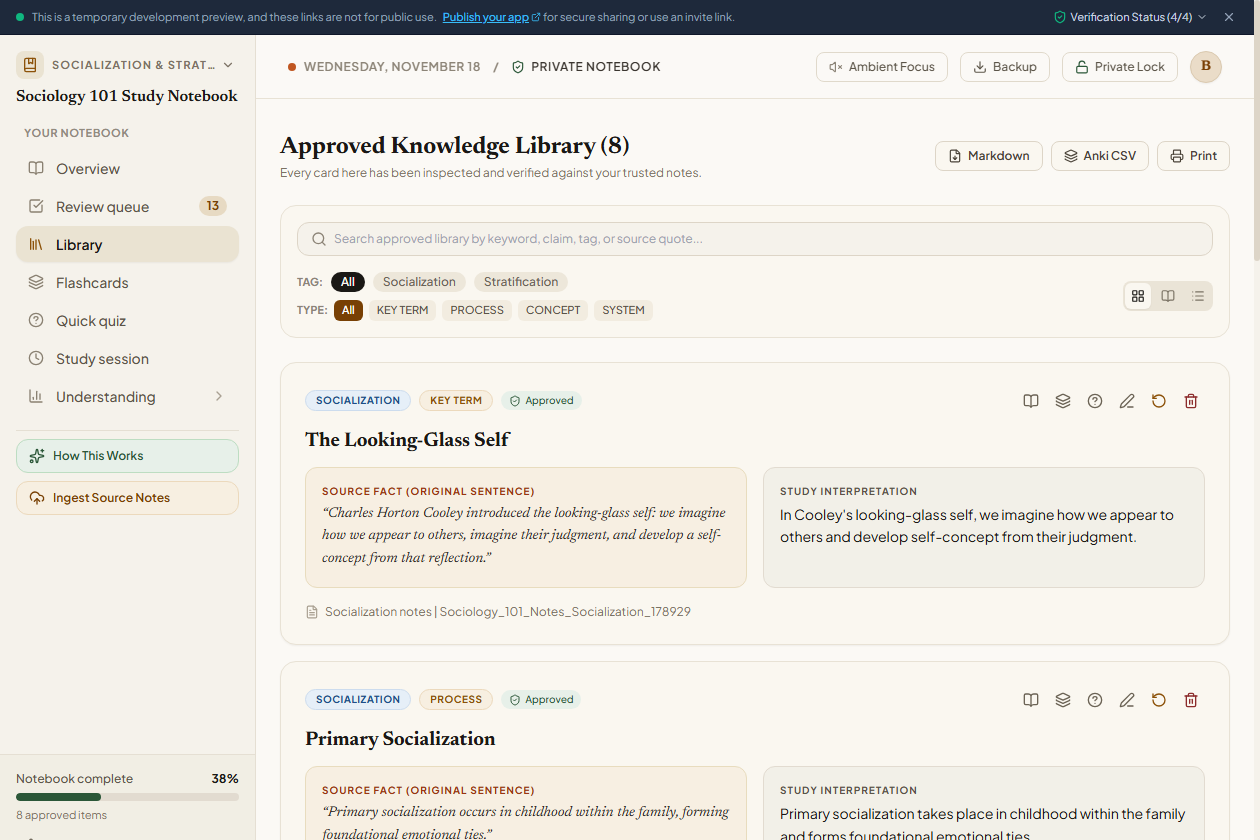 This is a temporary development preview, and these links are not for public use. Publish your app for secure sharing or use an invite link.
Verification Status (4/4)
SOCIALIZATION & STRAT...
Sociology 101 Study Notebook
YOUR NOTEBOOK
Overview
Review queue 13
Library
Flashcards
Quick quiz
Study session
Understanding
How This Works
Ingest Source Notes
Notebook complete 38%
8 approved items
WEDNESDAY, NOVEMBER 18 / PRIVATE NOTEBOOK
Ambient Focus
Backup
Private Lock
B
Approved Knowledge Library (8)
Every card here has been inspected and verified against your trusted notes.
Markdown
Anki CSV
Print
Search approved library by keyword, claim, tag, or source quote...
TAG: All Socialization Stratification
TYPE: All KEY TERM PROCESS CONCEPT SYSTEM
SOCIALIZATION KEY TERM Approved
The Looking-Glass Self
SOURCE FACT (ORIGINAL SENTENCE)
“Charles Horton Cooley introduced the looking-glass self: we imagine
how we appear to others, imagine their judgment, and develop a self-
concept from that reflection.”
STUDY INTERPRETATION
In Cooley's looking-glass self, we imagine how we appear to
others and develop self-concept from their judgment.
Socialization notes | Sociology_101_Notes_Socialization_178929
SOCIALIZATION PROCESS Approved
Primary Socialization
SOURCE FACT (ORIGINAL SENTENCE)
“Primary socialization occurs in childhood within the family, forming
foundational emotional ties.”
STUDY INTERPRETATION
Primary socialization takes place in childhood within the family
and forms foundational emotional ties.